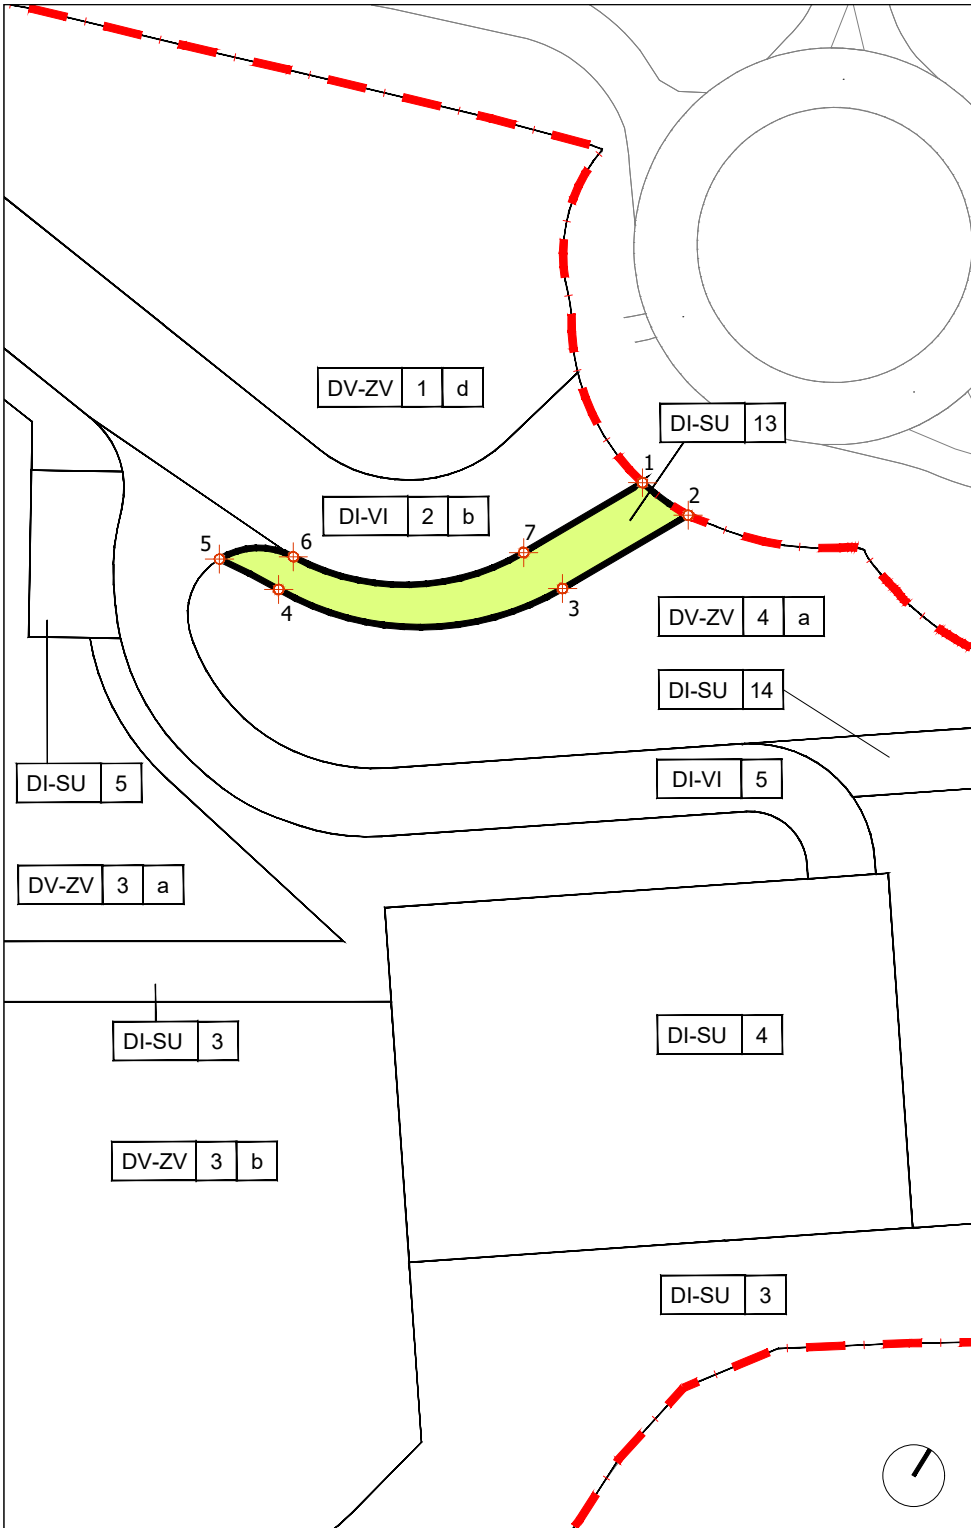 DV-ZV 1 d
DI-SU 13
1
2
DI-VI 2 b
7
5
6
3
4
DV-ZV 4 a
DI-SU 14
DI-SU 5
DI-VI 5
DV-ZV 3 a
DI-SU 3
DI-SU 4
DV-ZV 3 b
DI-SU 3